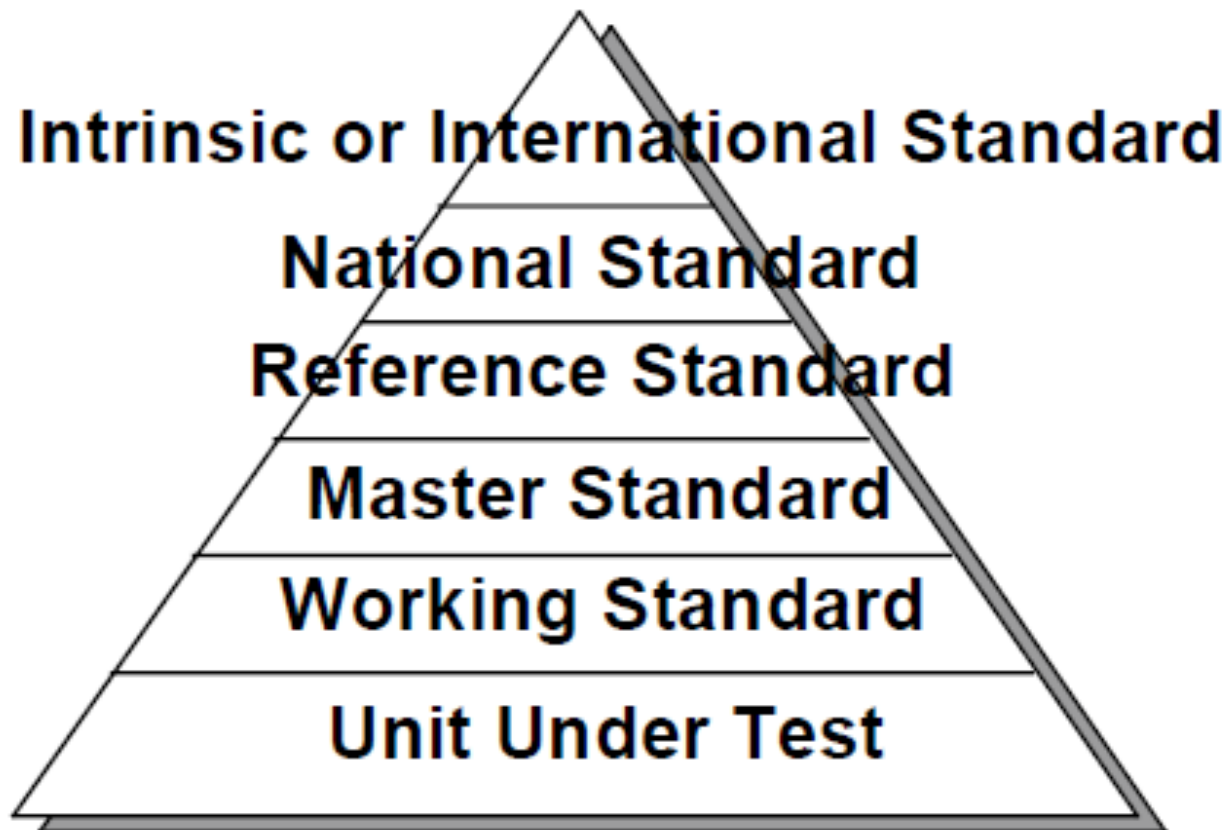 Intrinsic or International Standard
National Standard
Reference Standard
Master Standard
Working Standard
Unit Under Test